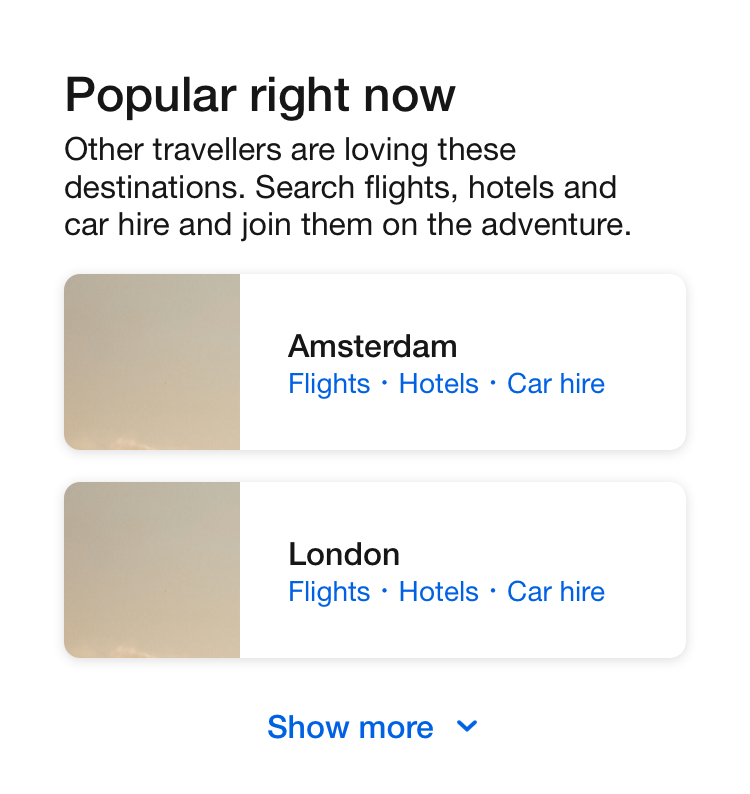 Popular right now
Other travellers are loving these
destinations. Search flights, hotels and
car hire and join them on the adventure.
Amsterdam
Flights · Hotels · Car hire
London
Flights · Hotels · Car hire
Show more